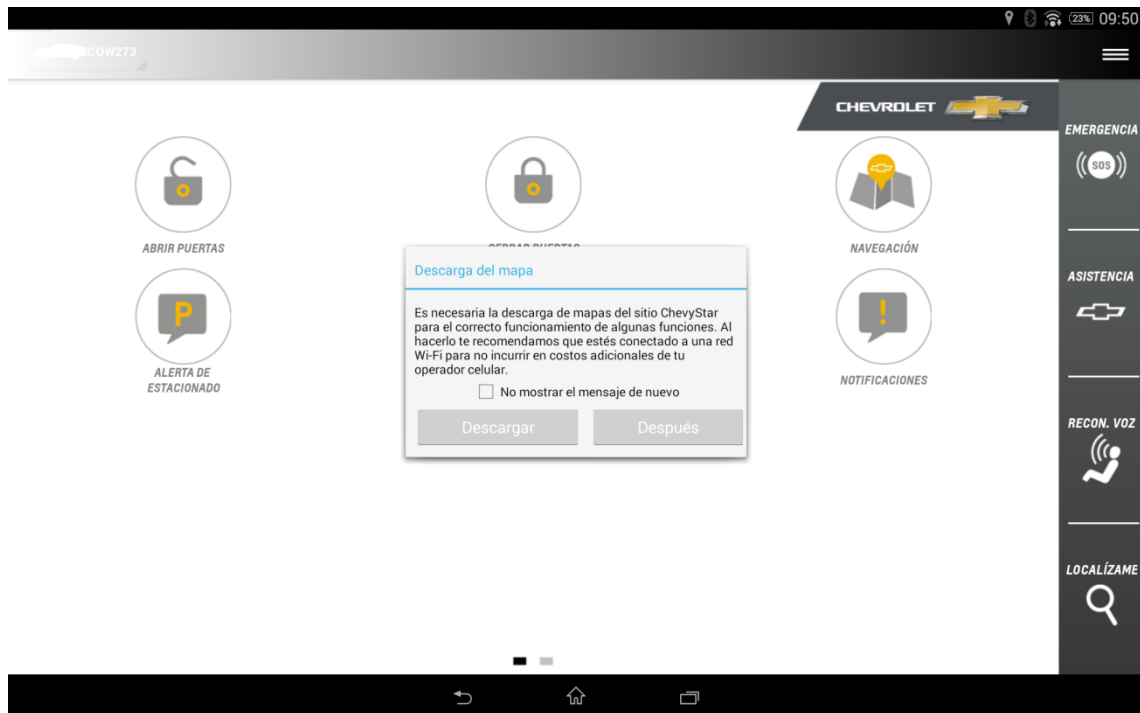 23% 09:50
COW273
CHEVROLET
EMERGENCIA
SOS
ABRIR PUERTAS
CERRAR PUERTAS
NAVEGACIÓN
Descarga del mapa
ASISTENCIA
Es necesaria la descarga de mapas del sitio ChevyStar
para el correcto funcionamiento de algunas funciones. Al
hacerlo te recomendamos que estés conectado a una red
Wi-Fi para no incurrir en costos adicionales de tu
operador celular.
P
ALERTA DE
ESTACIONADO
!
NOTIFICACIONES
No mostrar el mensaje de nuevo
Descargar
Después
RECON. VOZ
LOCALÍZAME